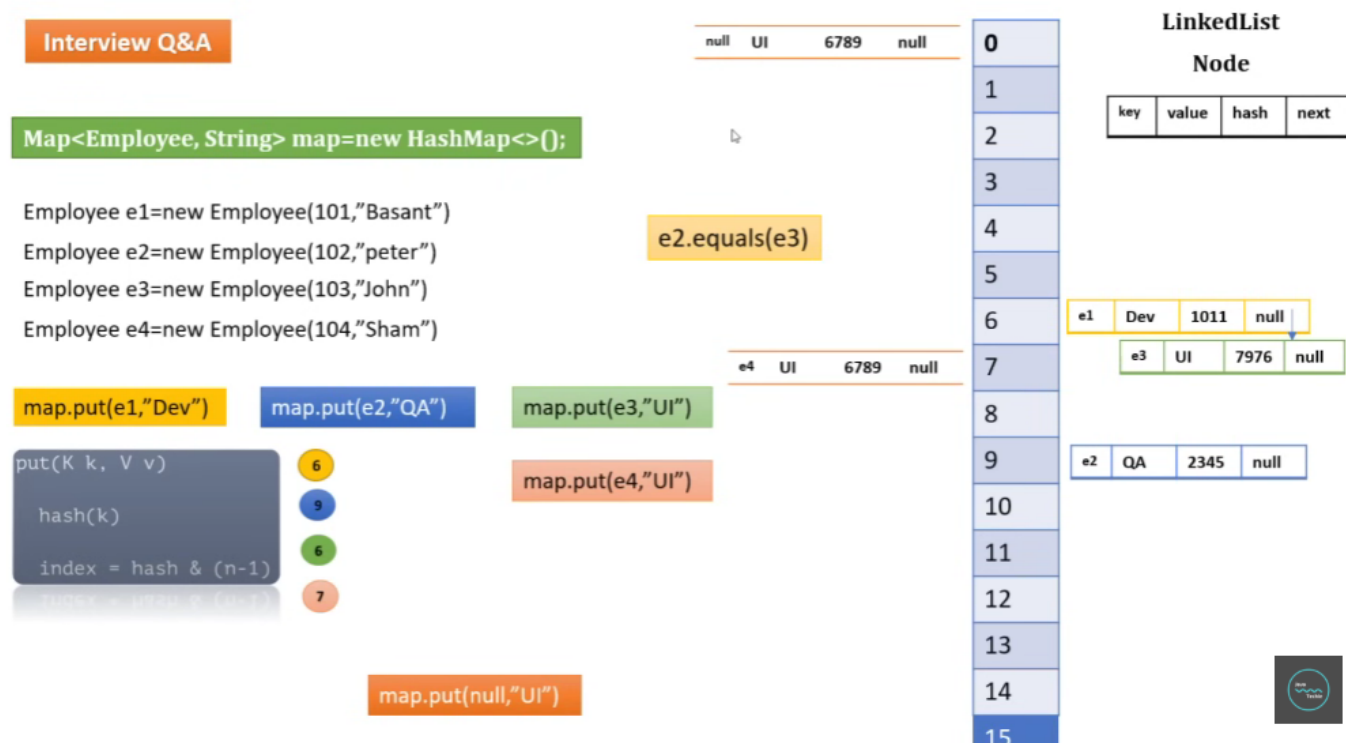 Interview Q&A
null UI 6789 null
LinkedList
Node
key value hash next
Map<Employee, String> map=new HashMap<>();
Employee e1=new Employee(101,”Basant”)
Employee e2=new Employee(102,”peter”)
Employee e3=new Employee(103,”John”)
Employee e4=new Employee(104,”Sham”)
e2.equals(e3)
e4 UI 6789 null
map.put(e1,”Dev”)
map.put(e2,”QA”)
map.put(e3,”UI”)
map.put(e4,”UI”)
put(K k, V v)
hash(k)
index = hash & (n-1)
6
9
6
7
map.put(null,”UI”)
0
1
2
3
4
5
6
7
8
9
10
11
12
13
14
15
e1 Dev 1011 null
e3 UI 7976 null
e2 QA 2345 null